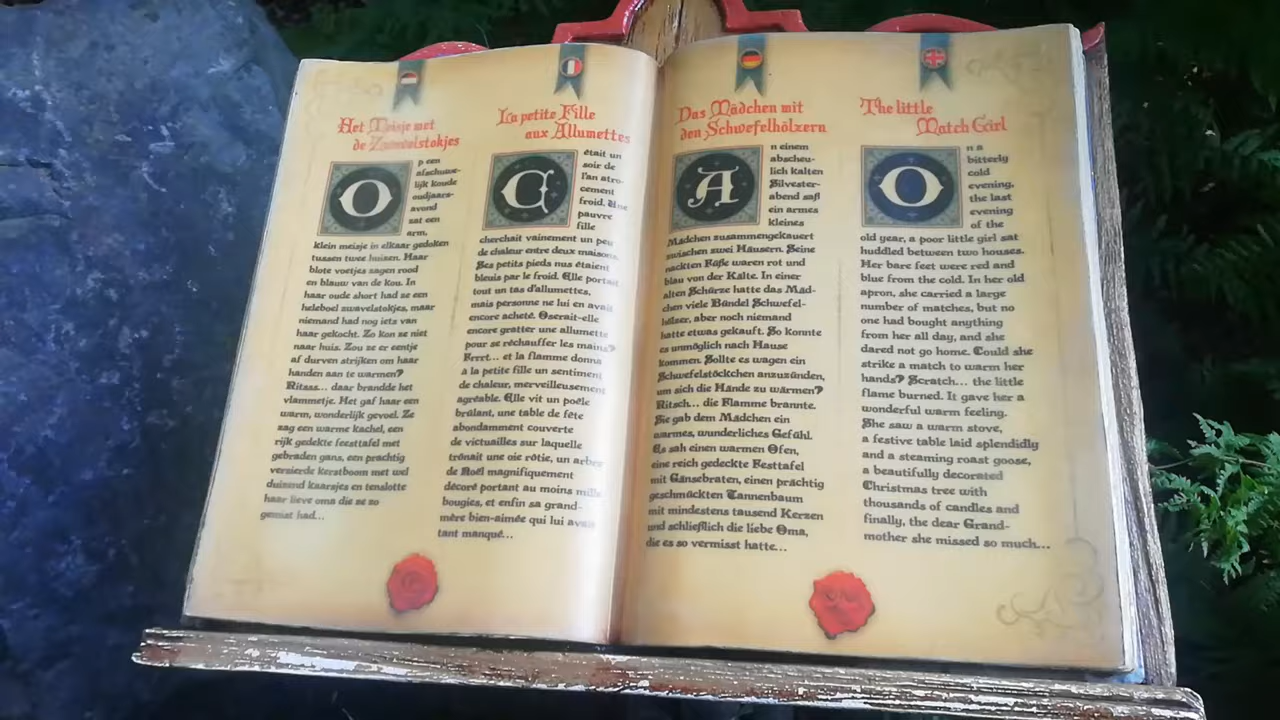 Het Meisje met
de Zwavelstokjes
O
p een
afschuwe-
lijk koude
oudjaars-
avond
zat een
arm,
klein meisje in elkaar gedoken
tussen twee huizen. Haar
blote voetjes zagen rood
en blauw van de kou. In
haar oude short had ze een
heleboel zwavelstokjes, maar
niemand had nog iets van
haar gekocht. Zo kon ze niet
naar huis. Zou ze er eentje
af durven strijken om haar
handen aan te warmen?
Ritsss... daar brandde het
vlammetje. Het gaf haar een
warm, wonderlijk gevoel. Ze
zag een warme kachel, een
rijk gedekte feesttafel met
gebraden gans, een prachtig
versierde kerstboom met wel
duizend kaarsjes en tenslotte
haar lieve oma die ze zo
gemist had...
La petite Fille
aux Allumettes
C
était un
soir de
l'an atro-
cement
froid. Une
pauvre
fille
cherchait vainement un peu
de chaleur entre deux maisons.
Ses petits pieds nus étaient
bleuis par le froid. Elle portait
tout un tas d'allumettes,
mais personne ne lui en avait
encore acheté. Oserait-elle
encore gratter une allumette
pour se réchauffer les mains?
Frrrt... et la flamme donna
à la petite fille un sentiment
de chaleur, merveilleusement
agréable. Elle vit un poêle
brûlant, une table de fête
abondamment couverte
de victuailles sur laquelle
trônait une oie rôtie, un arbre
de Noël magnifiquement
décoré portant au moins mille
bougies, et enfin sa grand-
mère bien-aimée qui lui avait
tant manqué...
Das Mädchen mit
den Schwefelhölzern
A
n einem
abscheu-
lich kalten
Silvester-
abend saß
ein armes
kleines
Mädchen zusammengekauert
zwischen zwei Häusern. Seine
nackten Füße waren rot und
blau von der Kälte. In einer
alten Schürze hatte das Mäd-
chen viele Bündel Schwefel-
hölzer, aber noch niemand
hatte etwas gekauft. So konnte
es unmöglich nach Hause
kommen. Sollte es wagen ein
Schwefelstöckchen anzuzünden,
um sich die Hände zu wärmen?
Ritsch... die Flamme brannte.
Sie gab dem Mädchen ein
warmes, wunderliches Gefühl.
Es sah einen warmen Ofen,
eine reich gedeckte Festtafel
mit Gänsebraten, einen prächtig
geschmückten Tannenbaum
mit mindestens tausend Kerzen
und schließlich die liebe Oma,
die es so vermisst hatte...
The little
Match Girl
O
n a
bitterly
cold
evening,
the last
evening
of the
old year, a poor little girl sat
huddled between two houses.
Her bare feet were red and
blue from the cold. In her old
apron, she carried a large
number of matches, but no
one had bought anything
from her all day, and she
dared not go home. Could she
strike a match to warm her
hands? Scratch... the little
flame burned. It gave her a
wonderful warm feeling.
She saw a warm stove,
a festive table laid splendidly
and a steaming roast goose,
a beautifully decorated
Christmas tree with
thousands of candles and
finally, the dear Grand-
mother she missed so much...